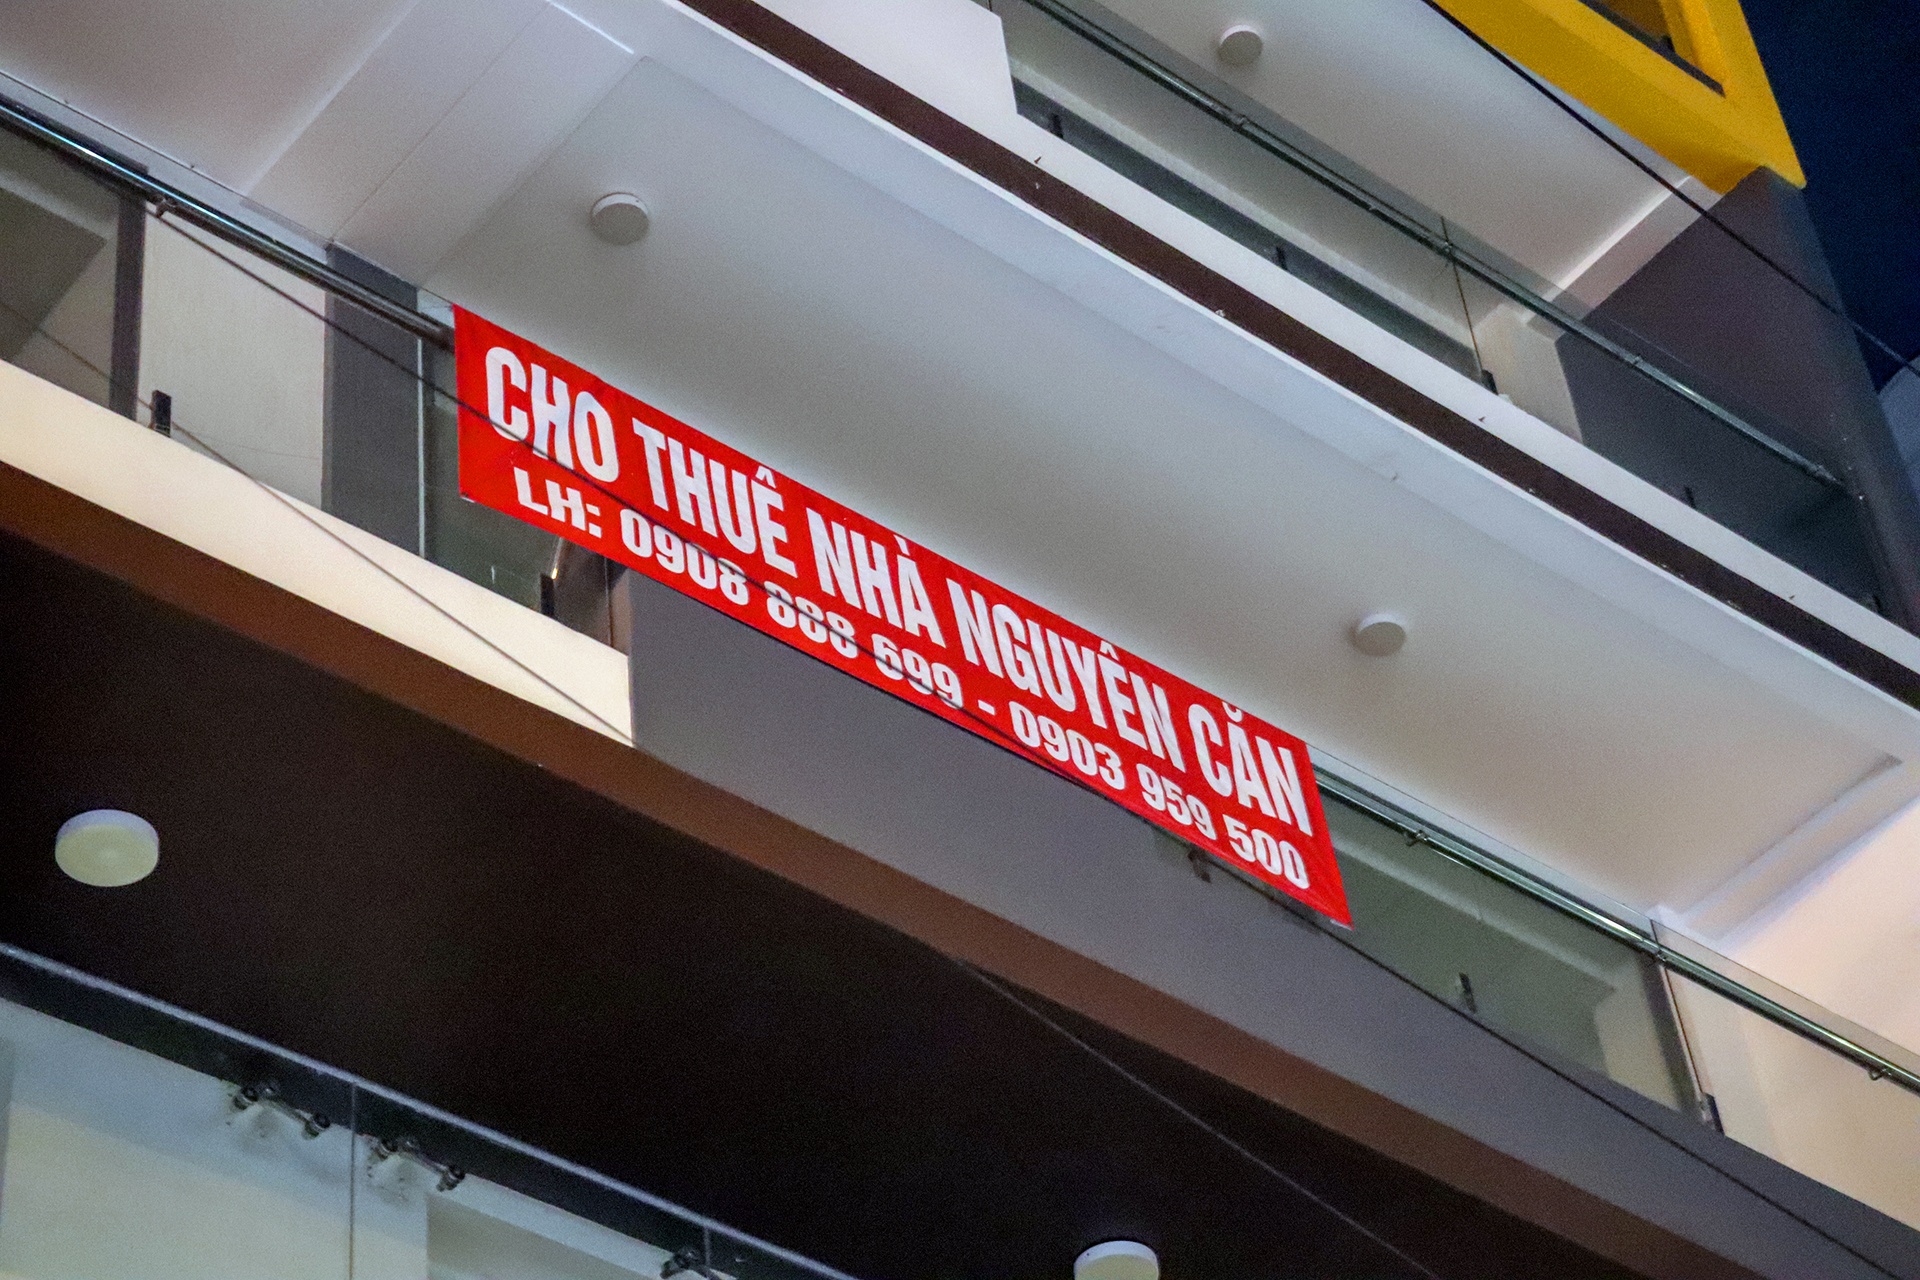 CHO THUÊ NHÀ NGUYÊN CĂN
LH: 0908 888 699 - 0903 959 500